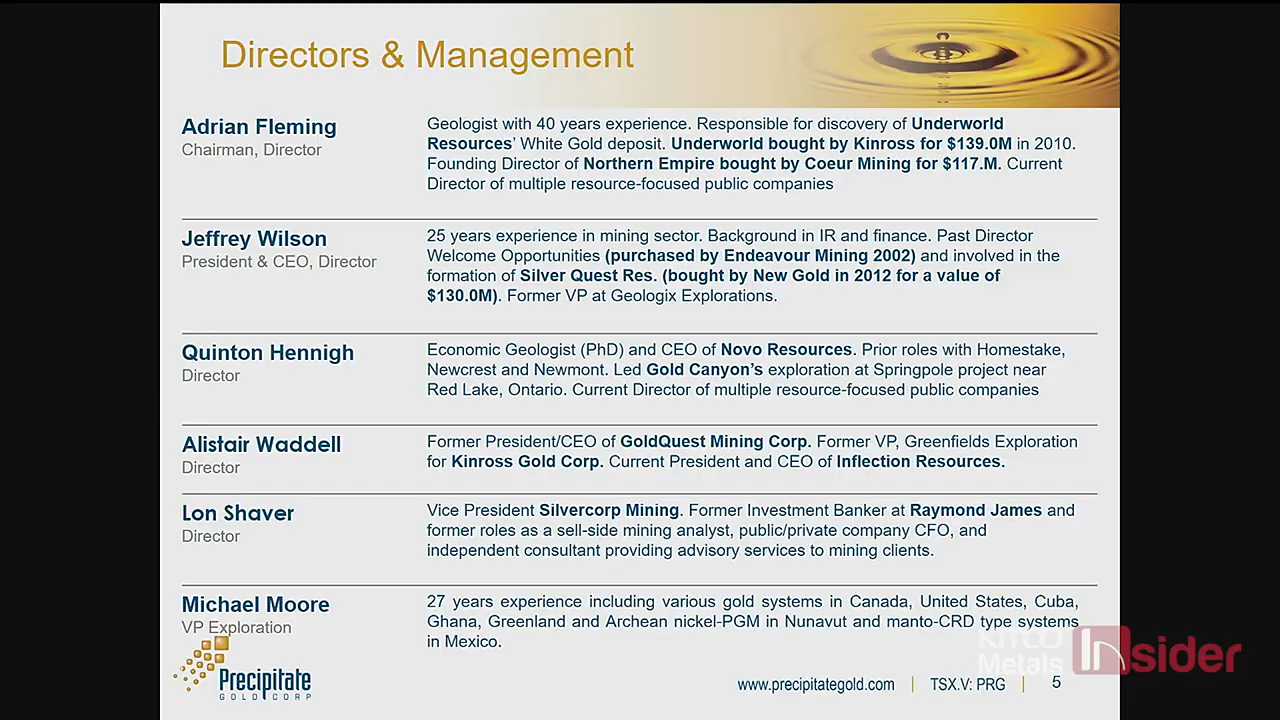 Directors & Management
Adrian Fleming
Chairman, Director
Geologist with 40 years experience. Responsible for discovery of Underworld
Resources' White Gold deposit. Underworld bought by Kinross for $139.0M in 2010.
Founding Director of Northern Empire bought by Coeur Mining for $117.M. Current
Director of multiple resource-focused public companies
Jeffrey Wilson
President & CEO, Director
25 years experience in mining sector. Background in IR and finance. Past Director
Welcome Opportunities (purchased by Endeavour Mining 2002) and involved in the
formation of Silver Quest Res. (bought by New Gold in 2012 for a value of
$130.0M). Former VP at Geologix Explorations.
Quinton Hennigh
Director
Economic Geologist (PhD) and CEO of Novo Resources. Prior roles with Homestake,
Newcrest and Newmont. Led Gold Canyon's exploration at Springpole project near
Red Lake, Ontario. Current Director of multiple resource-focused public companies
Alistair Waddell
Director
Former President/CEO of GoldQuest Mining Corp. Former VP, Greenfields Exploration
for Kinross Gold Corp. Current President and CEO of Inflection Resources.
Lon Shaver
Director
Vice President Silvercorp Mining. Former Investment Banker at Raymond James and
former roles as a sell-side mining analyst, public/private company CFO, and
independent consultant providing advisory services to mining clients.
Michael Moore
VP Exploration
27 years experience including various gold systems in Canada, United States, Cuba,
Ghana, Greenland and Archean nickel-PGM in Nunavut and manto-CRD type systems
in Mexico.
Precipitate
GOLD CORP
www.precipitategold.com | TSX.V: PRG | 5
KITCO
Metals
Insider